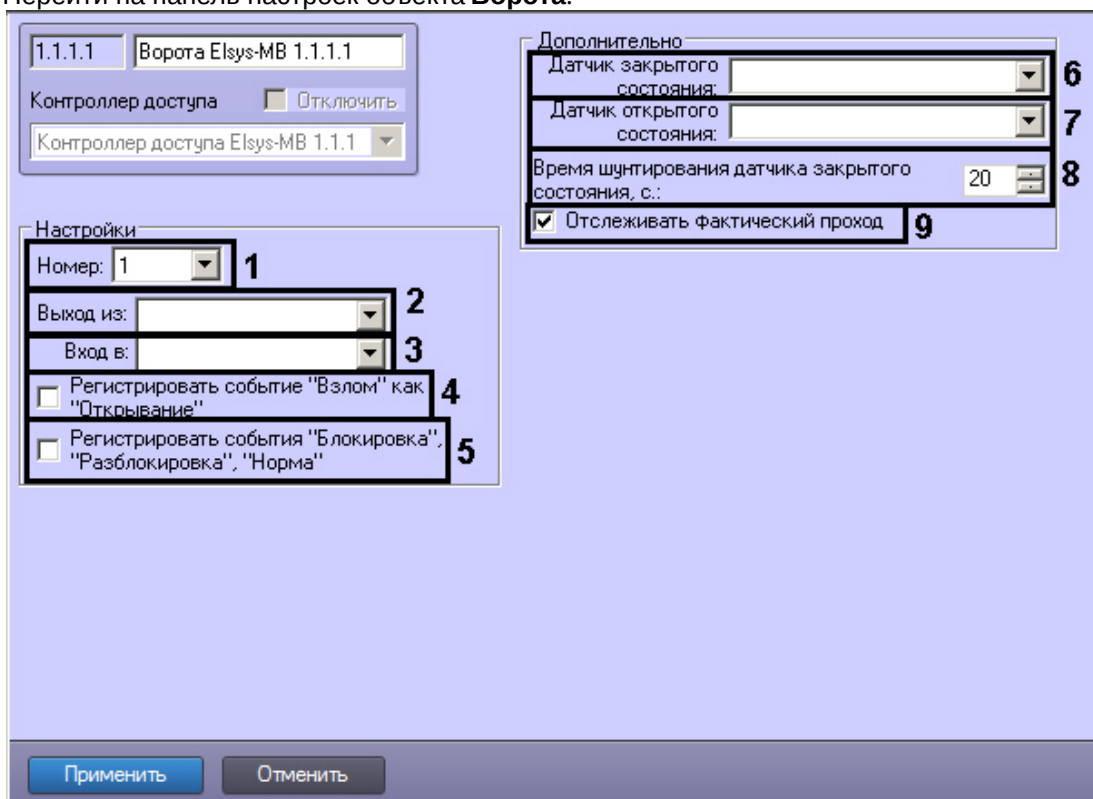 Перейти на панель настроек объекта Ворота.
1.1.1.1 Ворота Elsys-MB 1.1.1.1
Контроллер доступа Отключить
Контроллер доступа Elsys-MB 1.1.1
Настройки
Номер: 1 1
Выход из: 2
Вход в: 3
Регистрировать событие "Взлом" как
"Открывание" 4
Регистрировать события "Блокировка",
"Разблокировка", "Норма" 5
Дополнительно
Датчик закрытого
состояния: 6
Датчик открытого
состояния: 7
Время шунтирования датчика закрытого
состояния, с.: 20 8
Отслеживать фактический проход 9
Применить Отменить